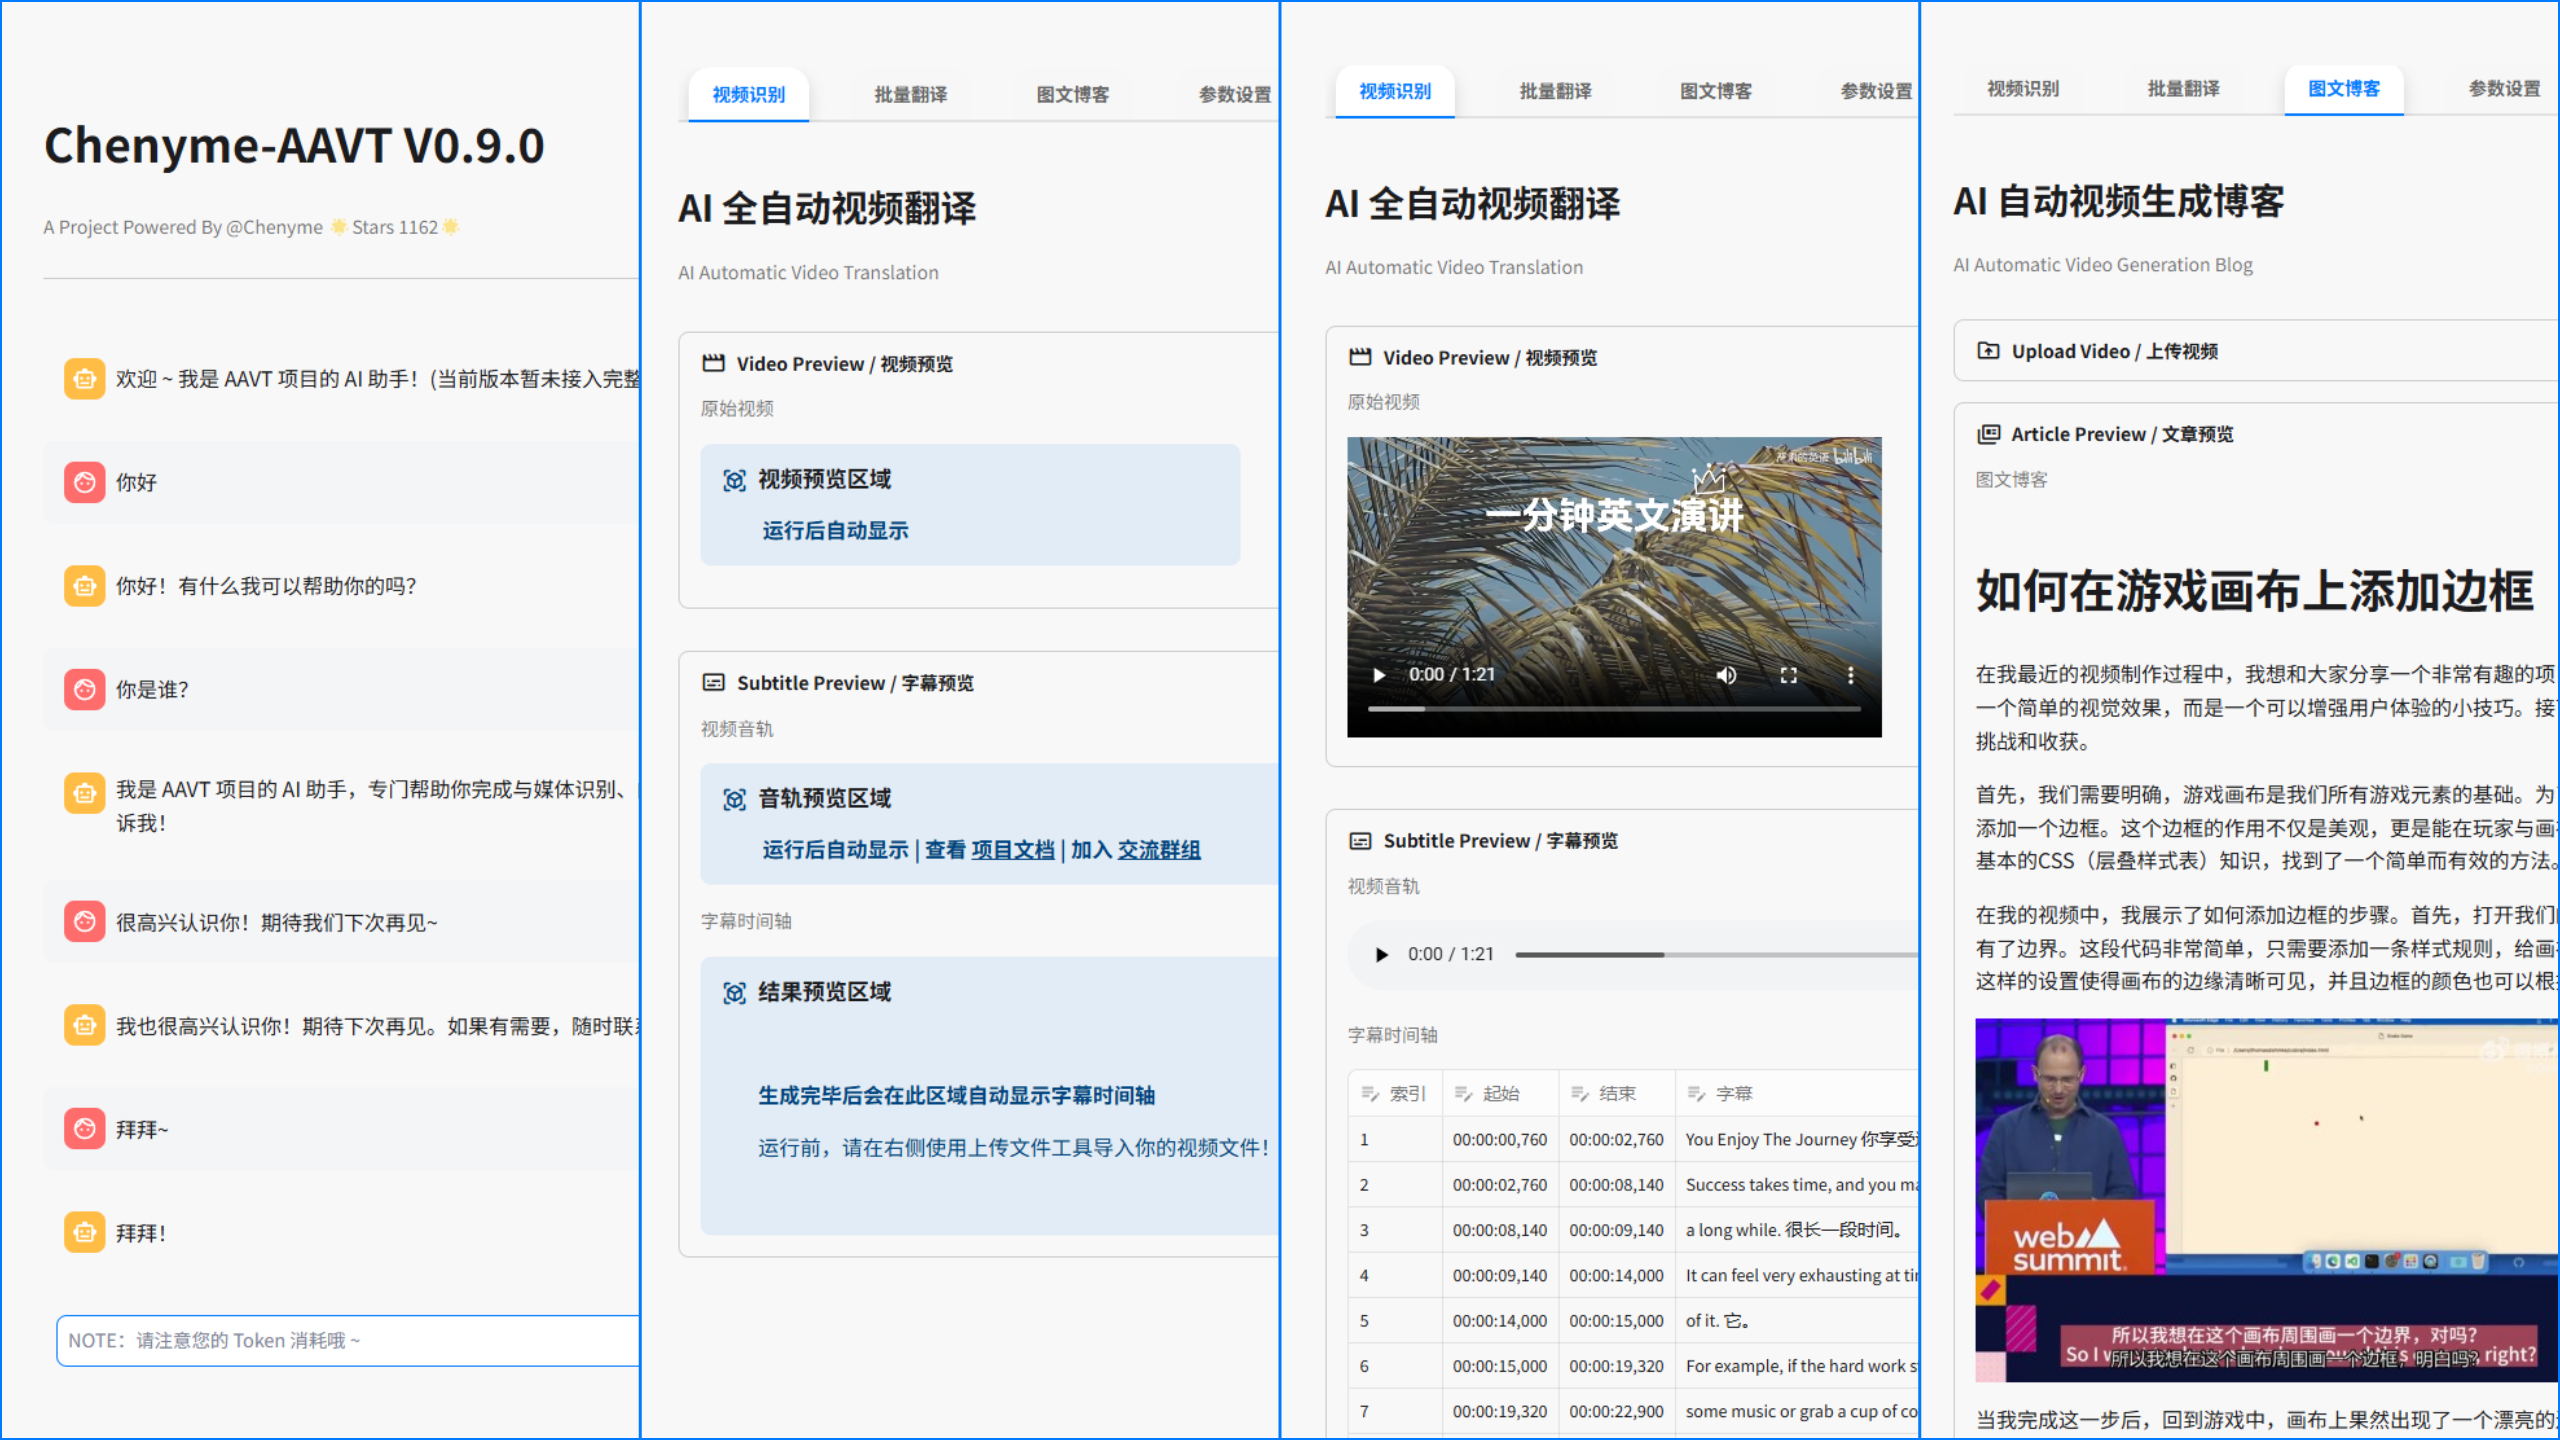 Chenyme-AAVT V0.9.0
A Project Powered By @Chenyme 🌟 Stars 1162 🌟
欢迎 ~ 我是 AAVT 项目的 AI 助手！(当前版本暂未接入完整
你好
你好！有什么我可以帮助你的吗？
你是谁？
我是 AAVT 项目的 AI 助手，专门帮助你完成与媒体识别、
诉我！
很高兴认识你！期待我们下次再见~
我也很高兴认识你！期待下次再见。如果有需要，随时联系
拜拜~
拜拜！
NOTE：请注意您的 Token 消耗哦 ~
视频识别 批量翻译 图文博客 参数设置
AI 全自动视频翻译
AI Automatic Video Translation
Video Preview / 视频预览
原始视频
视频预览区域
运行后自动显示
Subtitle Preview / 字幕预览
视频音轨
音轨预览区域
运行后自动显示 | 查看 项目文档 | 加入 交流群组
字幕时间轴
结果预览区域
生成完毕后会在此区域自动显示字幕时间轴
运行前，请在右侧使用上传文件工具导入你的视频文件！
视频识别 批量翻译 图文博客 参数设置
AI 全自动视频翻译
AI Automatic Video Translation
Video Preview / 视频预览
原始视频
bilibili
一分钟英文演讲
0:00 / 1:21
Subtitle Preview / 字幕预览
视频音轨
0:00 / 1:21
字幕时间轴
索引 起始 结束 字幕
1 00:00:00,760 00:00:02,760 You Enjoy The Journey 你享受
2 00:00:02,760 00:00:08,140 Success takes time, and you ma
3 00:00:08,140 00:00:09,140 a long while. 很长一段时间。
4 00:00:09,140 00:00:14,000 It can feel very exhausting at ti
5 00:00:14,000 00:00:15,000 of it. 它。
6 00:00:15,000 00:00:19,320 For example, if the hard work s
7 00:00:19,320 00:00:22,900 some music or grab a cup of co
视频识别 批量翻译 图文博客 参数设置
AI 自动视频生成博客
AI Automatic Video Generation Blog
Upload Video / 上传视频
Article Preview / 文章预览
图文博客
如何在游戏画布上添加边框
在我最近的视频制作过程中，我想和大家分享一个非常有趣的项
一个简单的视觉效果，而是一个可以增强用户体验的小技巧。接
挑战和收获。
首先，我们需要明确，游戏画布是我们所有游戏元素的基础。为
添加一个边框。这个边框的作用不仅是美观，更是能在玩家与画
基本的CSS（层叠样式表）知识，找到了一个简单而有效的方法。
在我的视频中，我展示了如何添加边框的步骤。首先，打开我们
有了边界。这段代码非常简单，只需要添加一条样式规则，给画
这样的设置使得画布的边缘清晰可见，并且边框的颜色也可以根
web
summit
所以我想在这个画布周围画一个边界，对吗？
So I right?
所以我想在这个画布周围画一个边框，明白吗？
当我完成这一步后，回到游戏中，画布上果然出现了一个漂亮的